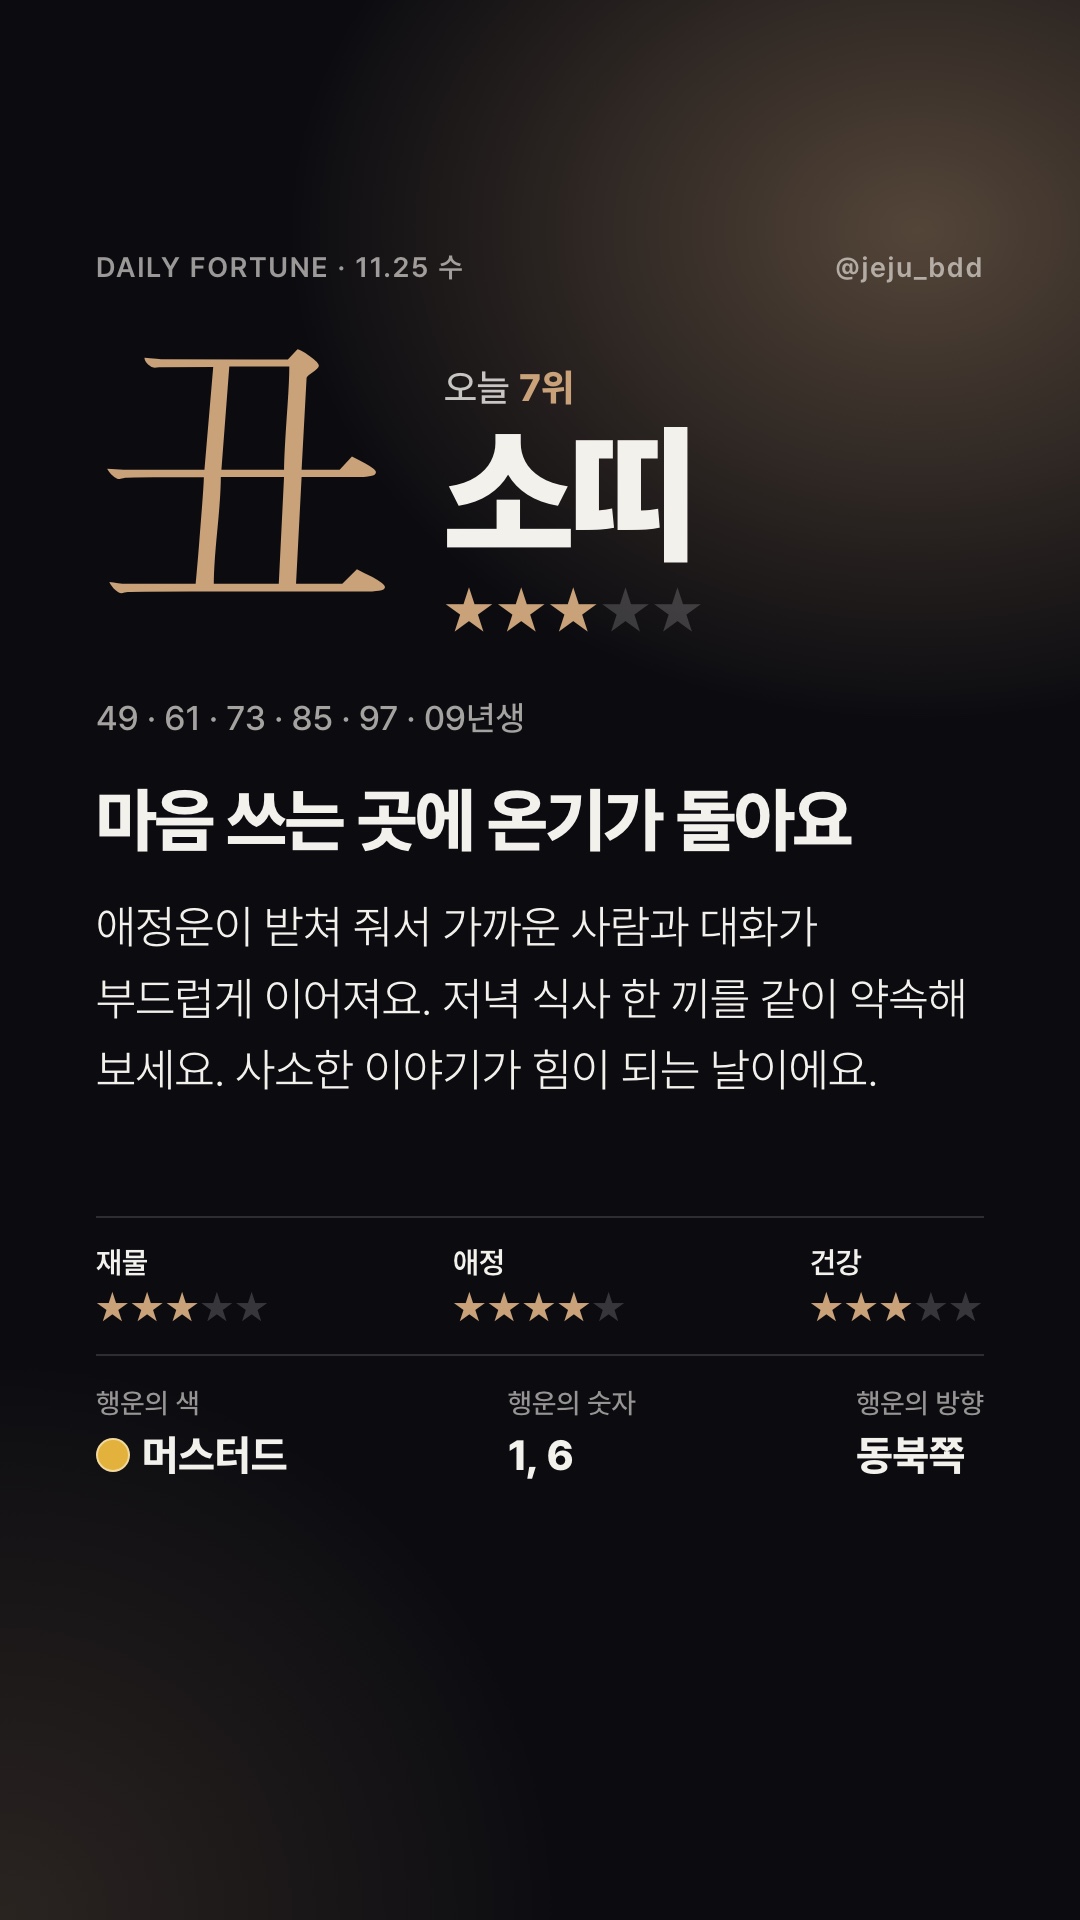 DAILY FORTUNE · 11.25 수
@jeju_bdd
丑
오늘 7위
소띠
★★★★★
49 · 61 · 73 · 85 · 97 · 09년생
마음 쓰는 곳에 온기가 돌아요
애정운이 받쳐 줘서 가까운 사람과 대화가
부드럽게 이어져요. 저녁 식사 한 끼를 같이 약속해
보세요. 사소한 이야기가 힘이 되는 날이에요.
재물 애정 건강
★★★★★ ★★★★★ ★★★★★
행운의 색 행운의 숫자 행운의 방향
머스터드 1, 6 동북쪽